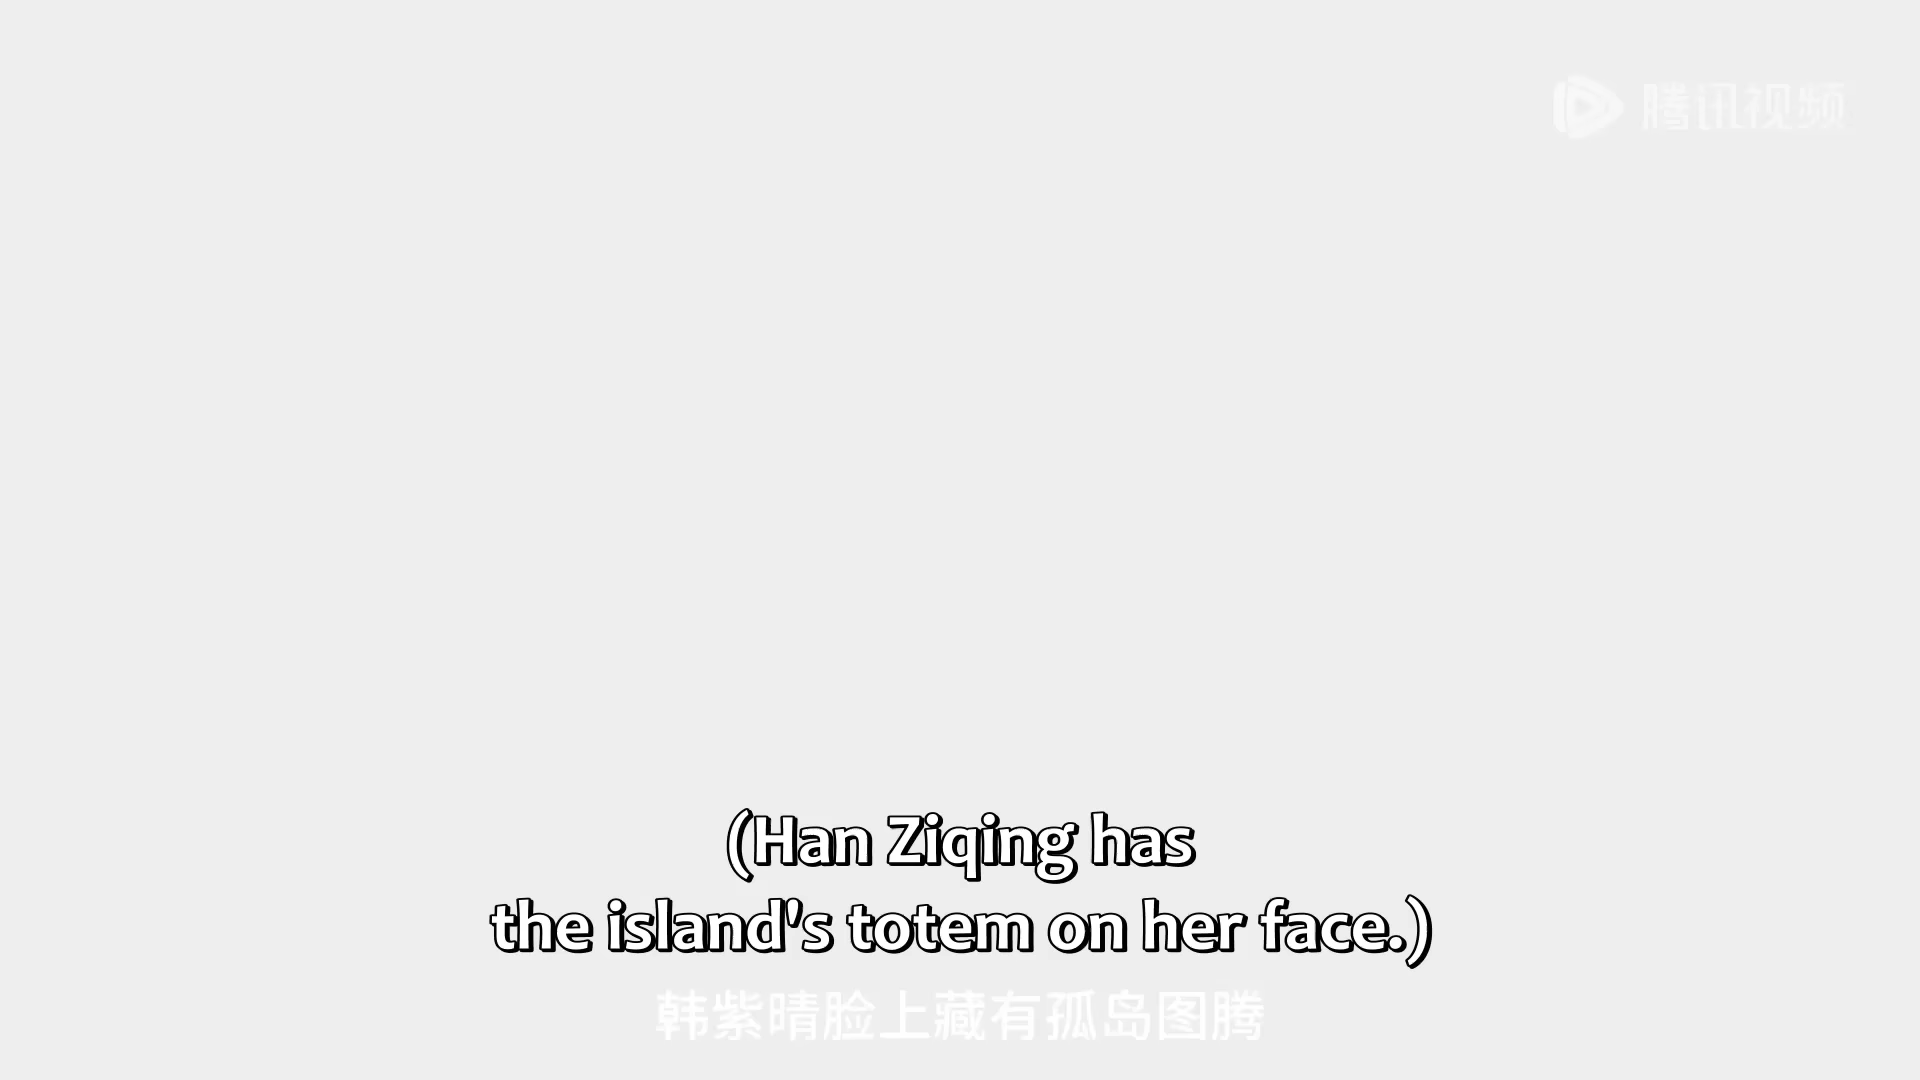 腾讯视频
(Han Ziqing has
the island's totem on her face.)
韩紫晴脸上藏有孤岛图腾